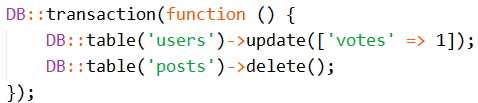 DB::transaction(function () {
    DB::table('users')->update(['votes' => 1]);
    DB::table('posts')->delete();
});